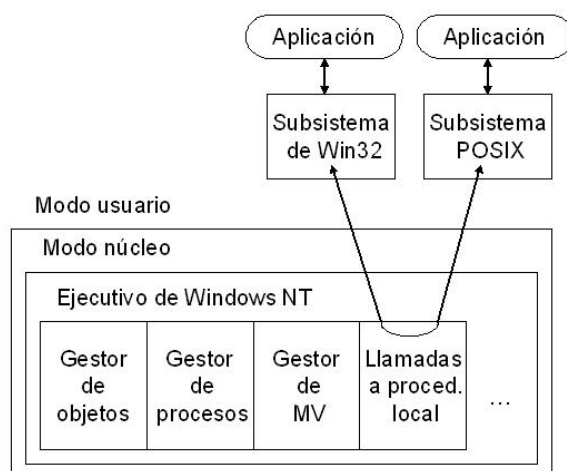 Aplicación
Aplicación
Subsistema
de Win32
Subsistema
POSIX
Modo usuario
Modo núcleo
Ejecutivo de Windows NT
Gestor
de
objetos
Gestor
de
procesos
Gestor
de
MV
Llamadas
a proced.
local
...